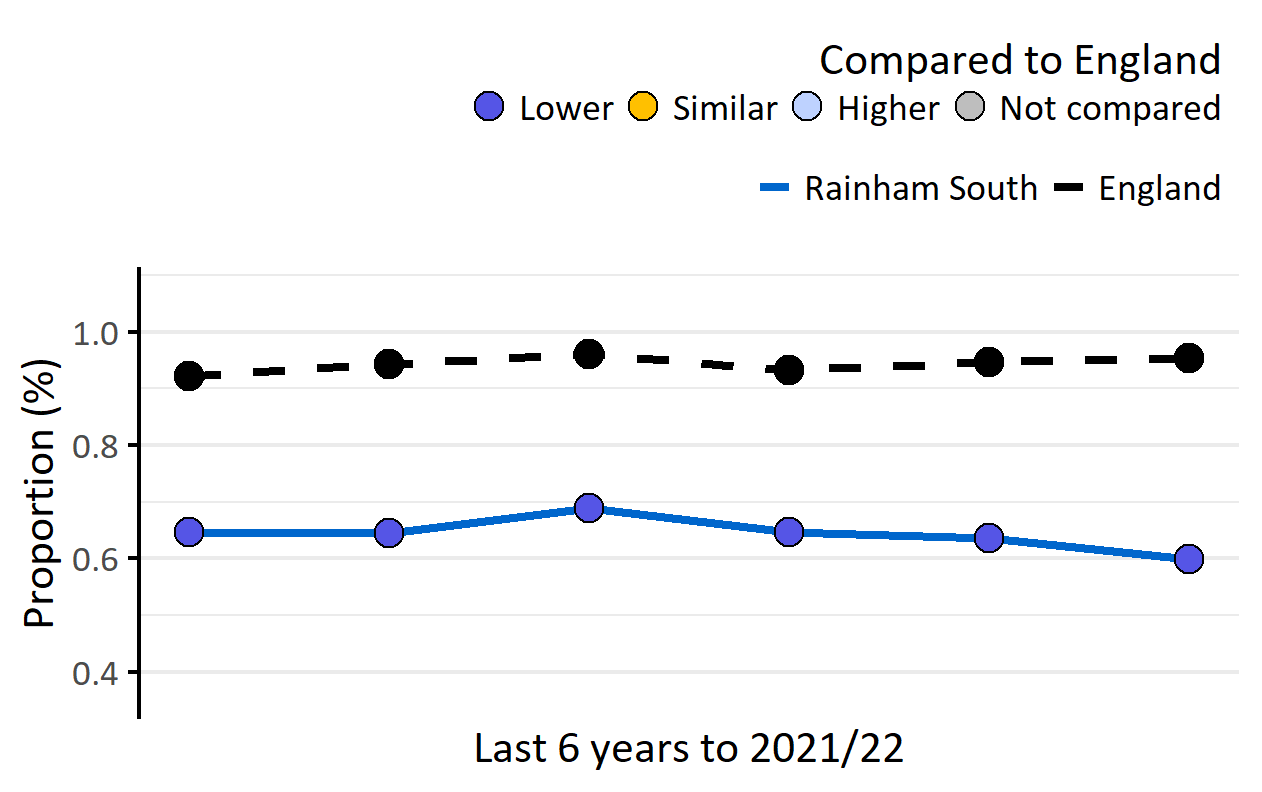 Compared to England
Lower Similar Higher Not compared
Rainham South England
Proportion (%)
1.0
0.8
0.6
0.4
Last 6 years to 2021/22